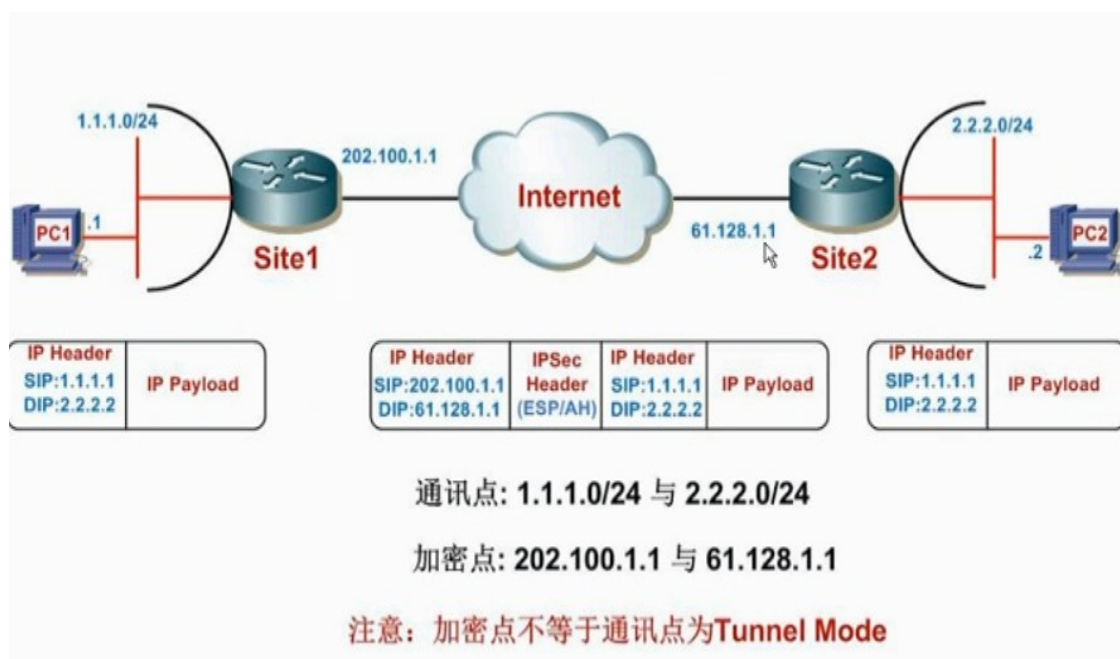 1.1.1.0/24
2.2.2.0/24
202.100.1.1
Internet
PC1
.1
61.128.1.1
PC2
.2
Site1
Site2
IP Header
SIP:1.1.1.1
DIP:2.2.2.2
IP Payload
IP Header
SIP:202.100.1.1
DIP:61.128.1.1
IPSec
Header
(ESP/AH)
IP Header
SIP:1.1.1.1
DIP:2.2.2.2
IP Payload
IP Header
SIP:1.1.1.1
DIP:2.2.2.2
IP Payload
通讯点: 1.1.1.0/24 与 2.2.2.0/24
加密点: 202.100.1.1 与 61.128.1.1
注意：加密点不等于通讯点为Tunnel Mode